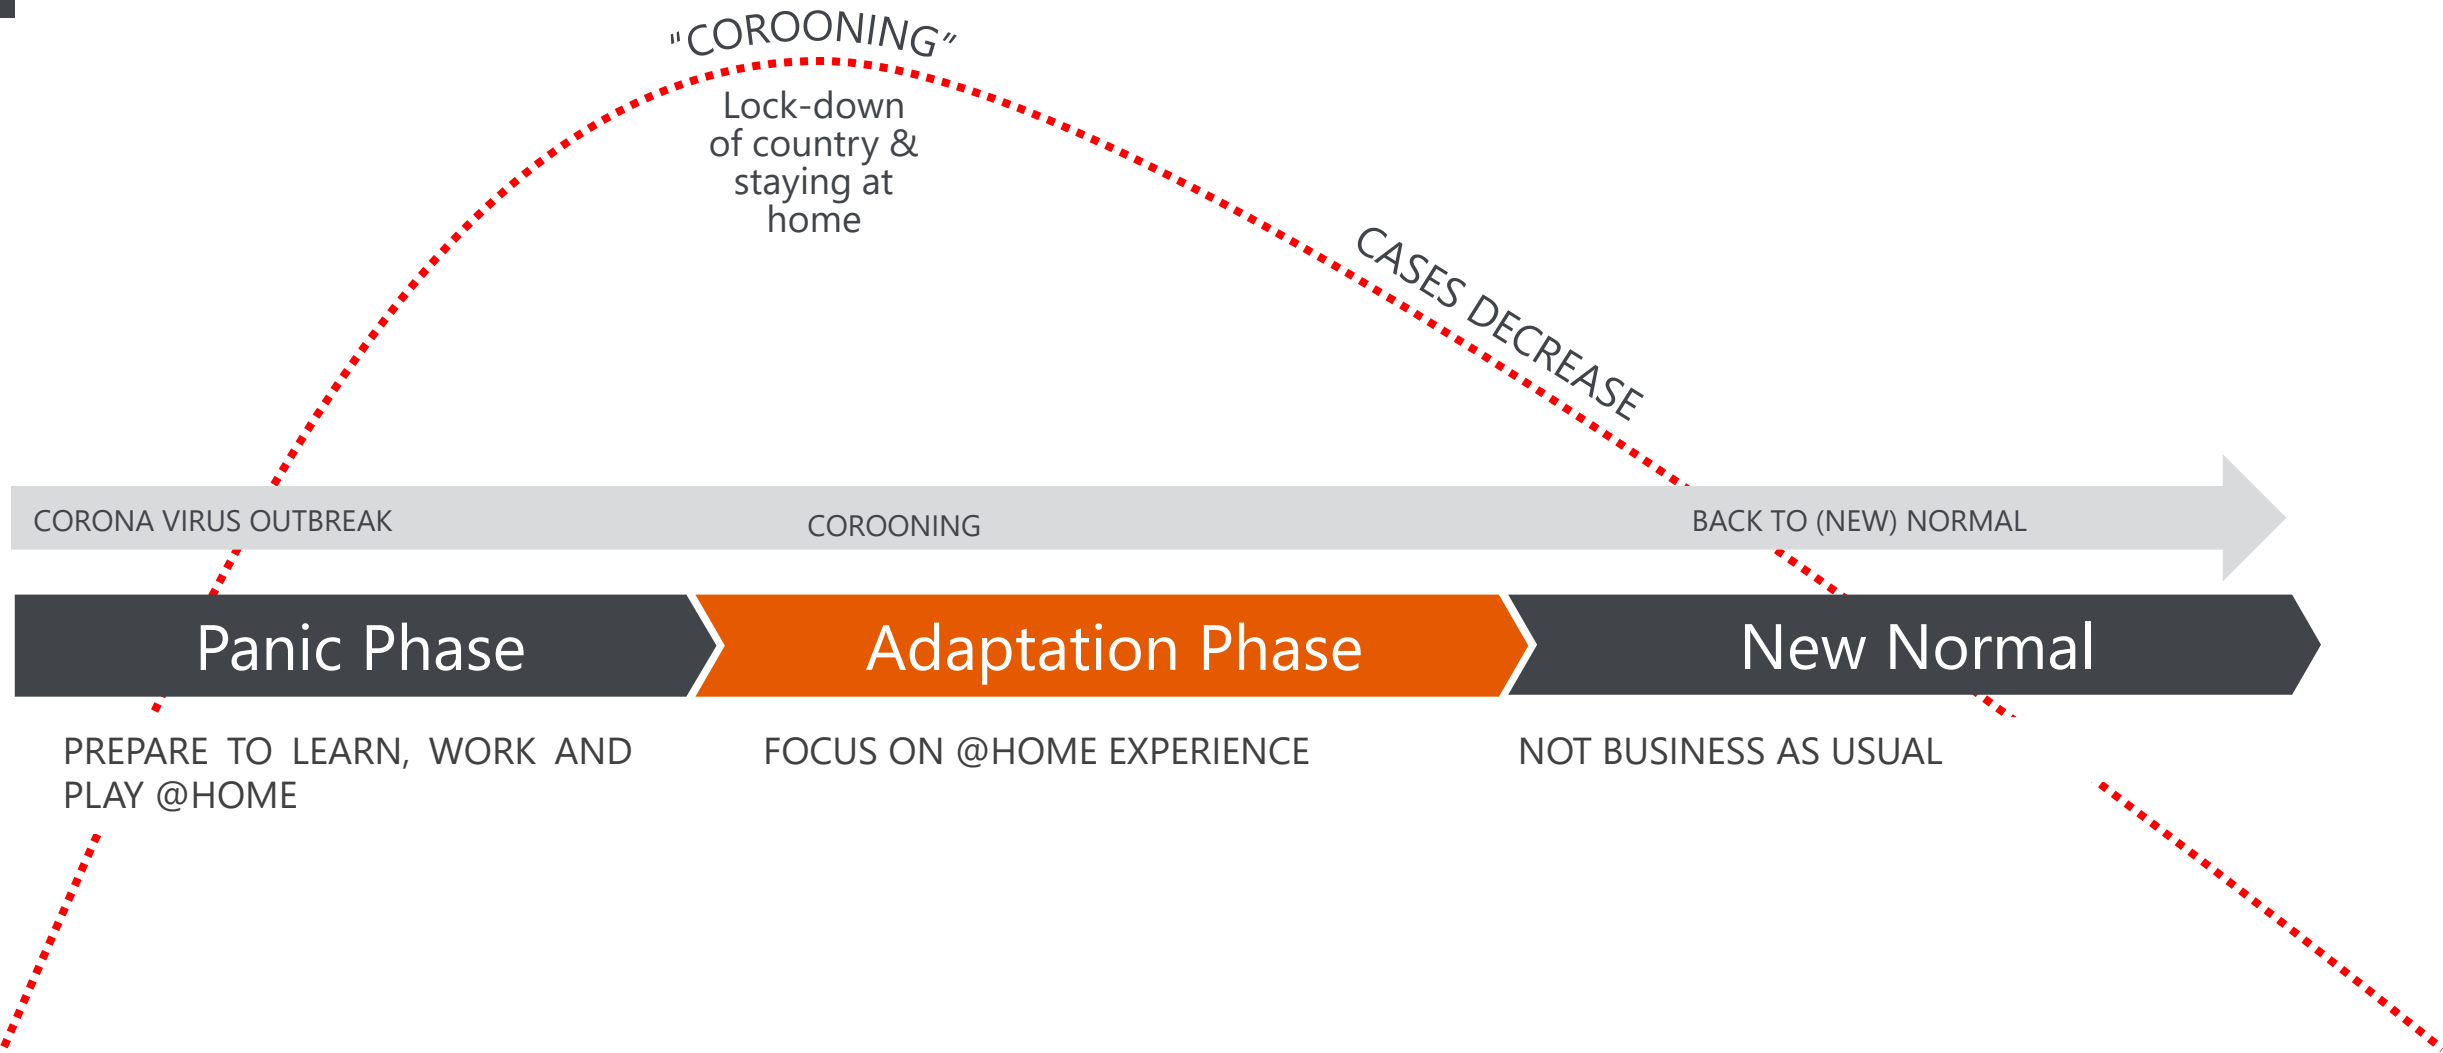 "COROONING"
Lock-down
of country &
staying at
home
CASES DECREASE
CORONA VIRUS OUTBREAK
COROONING
BACK TO (NEW) NORMAL
Panic Phase
Adaptation Phase
New Normal
PREPARE TO LEARN, WORK AND
PLAY @HOME
FOCUS ON @HOME EXPERIENCE
NOT BUSINESS AS USUAL